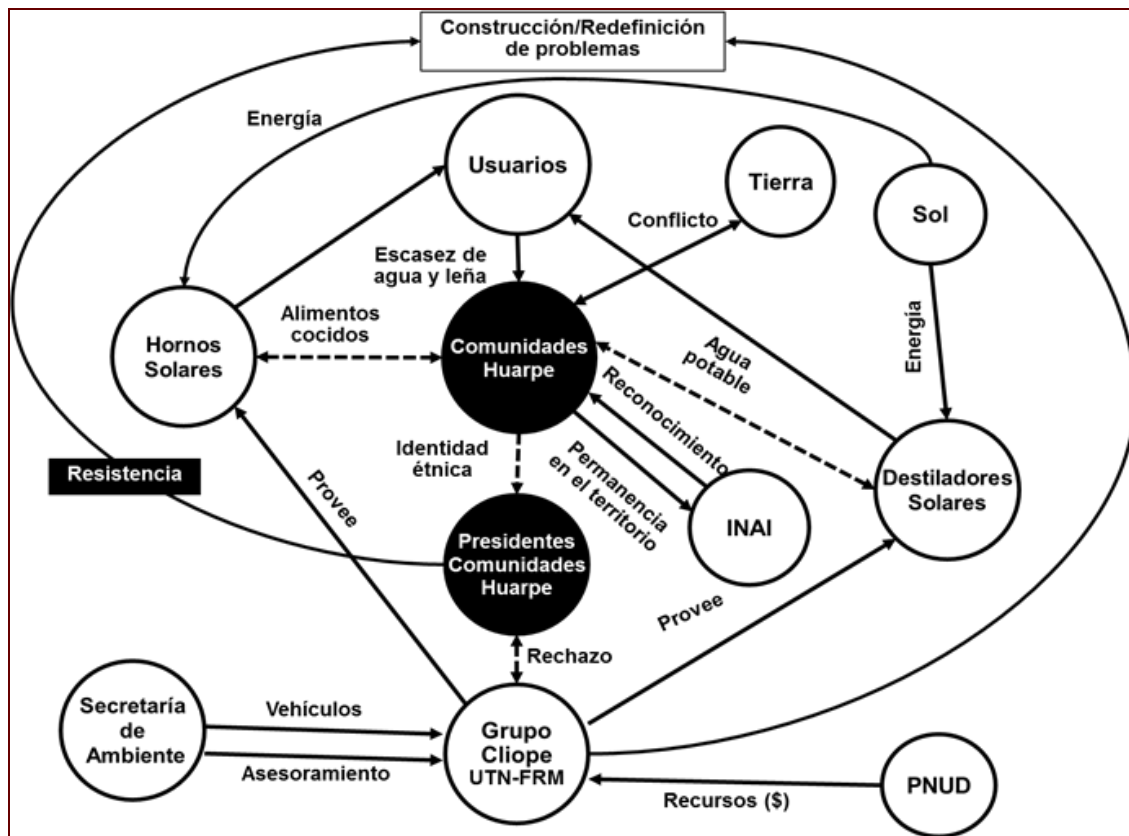 Construcción/Redefinición
de problemas
Energía
Usuarios
Tierra
Sol
Conflicto
Escasez de
agua y leña
Hornos
Solares
Alimentos
cocidos
Comunidades
Huarpe
Agua
potable
Energía
Reconocimiento
Identidad
étnica
Permanencia
en el territorio
Resistencia
Provee
INAI
Destiladores
Solares
Presidentes
Comunidades
Huarpe
Provee
Rechazo
Secretaría
de
Ambiente
Vehículos
Asesoramiento
Grupo
Cliope
UTN-FRM
Recursos ($)
PNUD